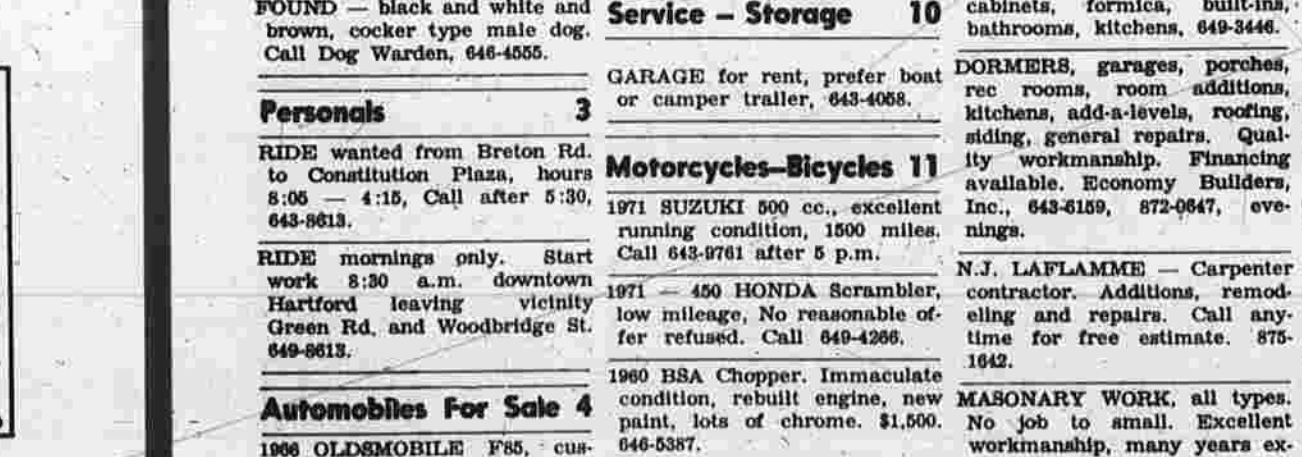 FOUND — black and white and
brown, cocker type male dog.
Call Dog Warden, 646-4555.
Personals 3
RIDE wanted from Breton Rd.
to Constitution Plaza, hours
8:05 — 4:15, Call after 5:30,
643-8613.
RIDE mornings only. Start
work 8:30 a.m. downtown
Hartford leaving vicinity
Green Rd. and Woodbridge St.
649-8613.
Automobiles For Sale 4
1966 OLDSMOBILE F85, cus-
Service – Storage 10
GARAGE for rent, prefer boat
or camper trailer, 643-4058.
Motorcycles–Bicycles 11
1971 SUZUKI 500 cc., excellent
running condition, 1500 miles.
Call 643-9761 after 5 p.m.
1971 — 450 HONDA Scrambler,
low mileage, No reasonable of-
fer refused. Call 649-4266.
1960 BSA Chopper. Immaculate
condition, rebuilt engine, new
paint, lots of chrome. $1,500.
646-5387.
cabinets, formica, built-ins,
bathrooms, kitchens, 649-3446.
DORMERS, garages, porches,
rec rooms, room additions,
kitchens, add-a-levels, roofing,
siding, general repairs. Qual-
ity workmanship. Financing
available. Economy Builders,
Inc., 643-6159, 872-0647, eve-
nings.
N.J. LAFLAMME — Carpenter
contractor. Additions, remod-
eling and repairs. Call any-
time for free estimate. 875-
1642.
MASONARY WORK, all types.
No job to small. Excellent
workmanship, many years ex-